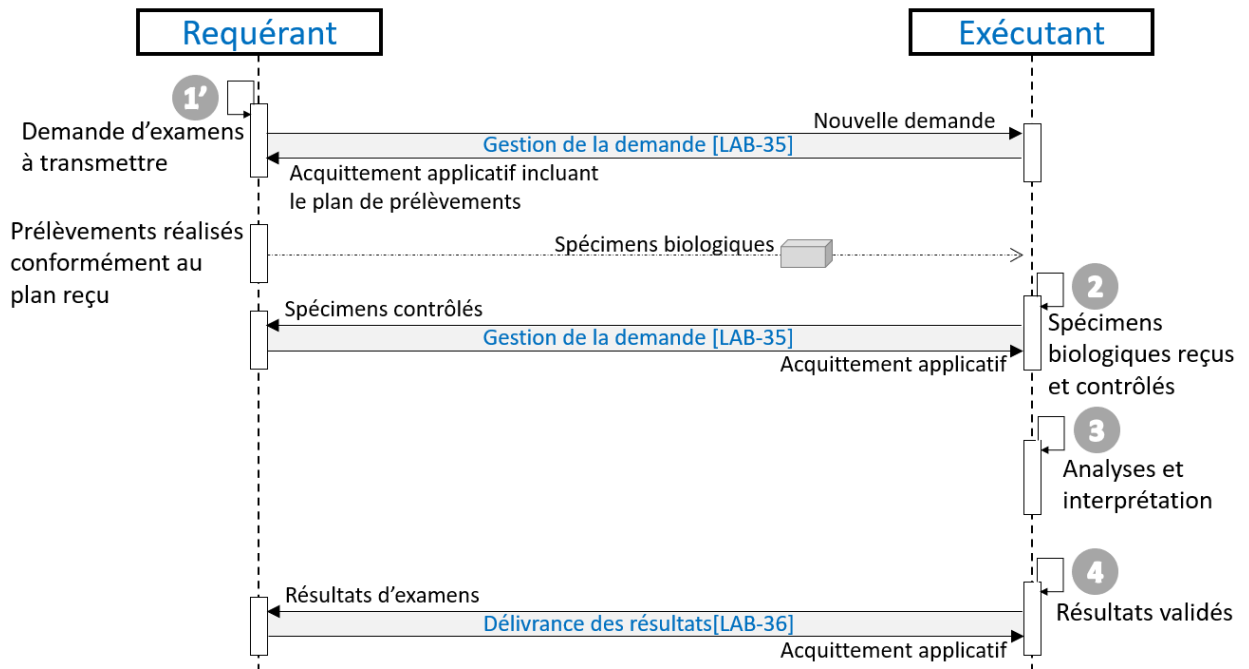 Requérant
Exécutant
1’
Demande d’examens
à transmettre
Nouvelle demande
Gestion de la demande [LAB-35]
Acquittement applicatif incluant
le plan de prélèvements
Prélèvements réalisés
conformément au
plan reçu
Spécimens biologiques
2
Spécimens
biologiques reçus
et contrôlés
Spécimens contrôlés
Gestion de la demande [LAB-35]
Acquittement applicatif
3
Analyses et
interprétation
4
Résultats validés
Résultats d’examens
Délivrance des résultats[LAB-36]
Acquittement applicatif